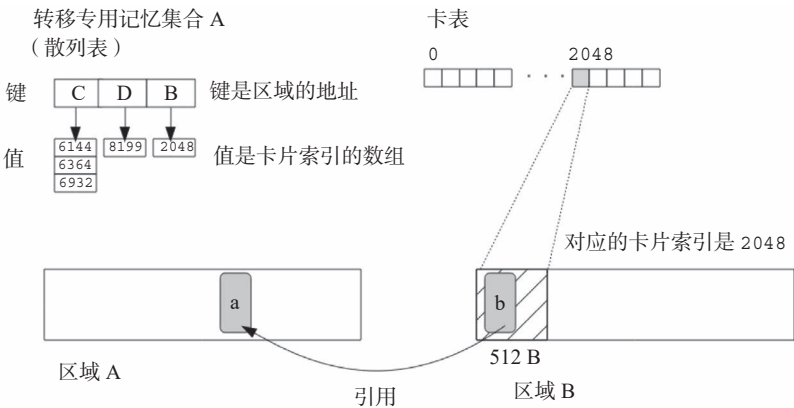 转移专用记忆集合 A
（散列表）
键
C D B
键是区域的地址
值
6144 8199 2048
6364
6932
值是卡片索引的数组
卡表
0 2048
· · ·
对应的卡片索引是 2048
a
b
512 B
区域 A
引用
区域 B